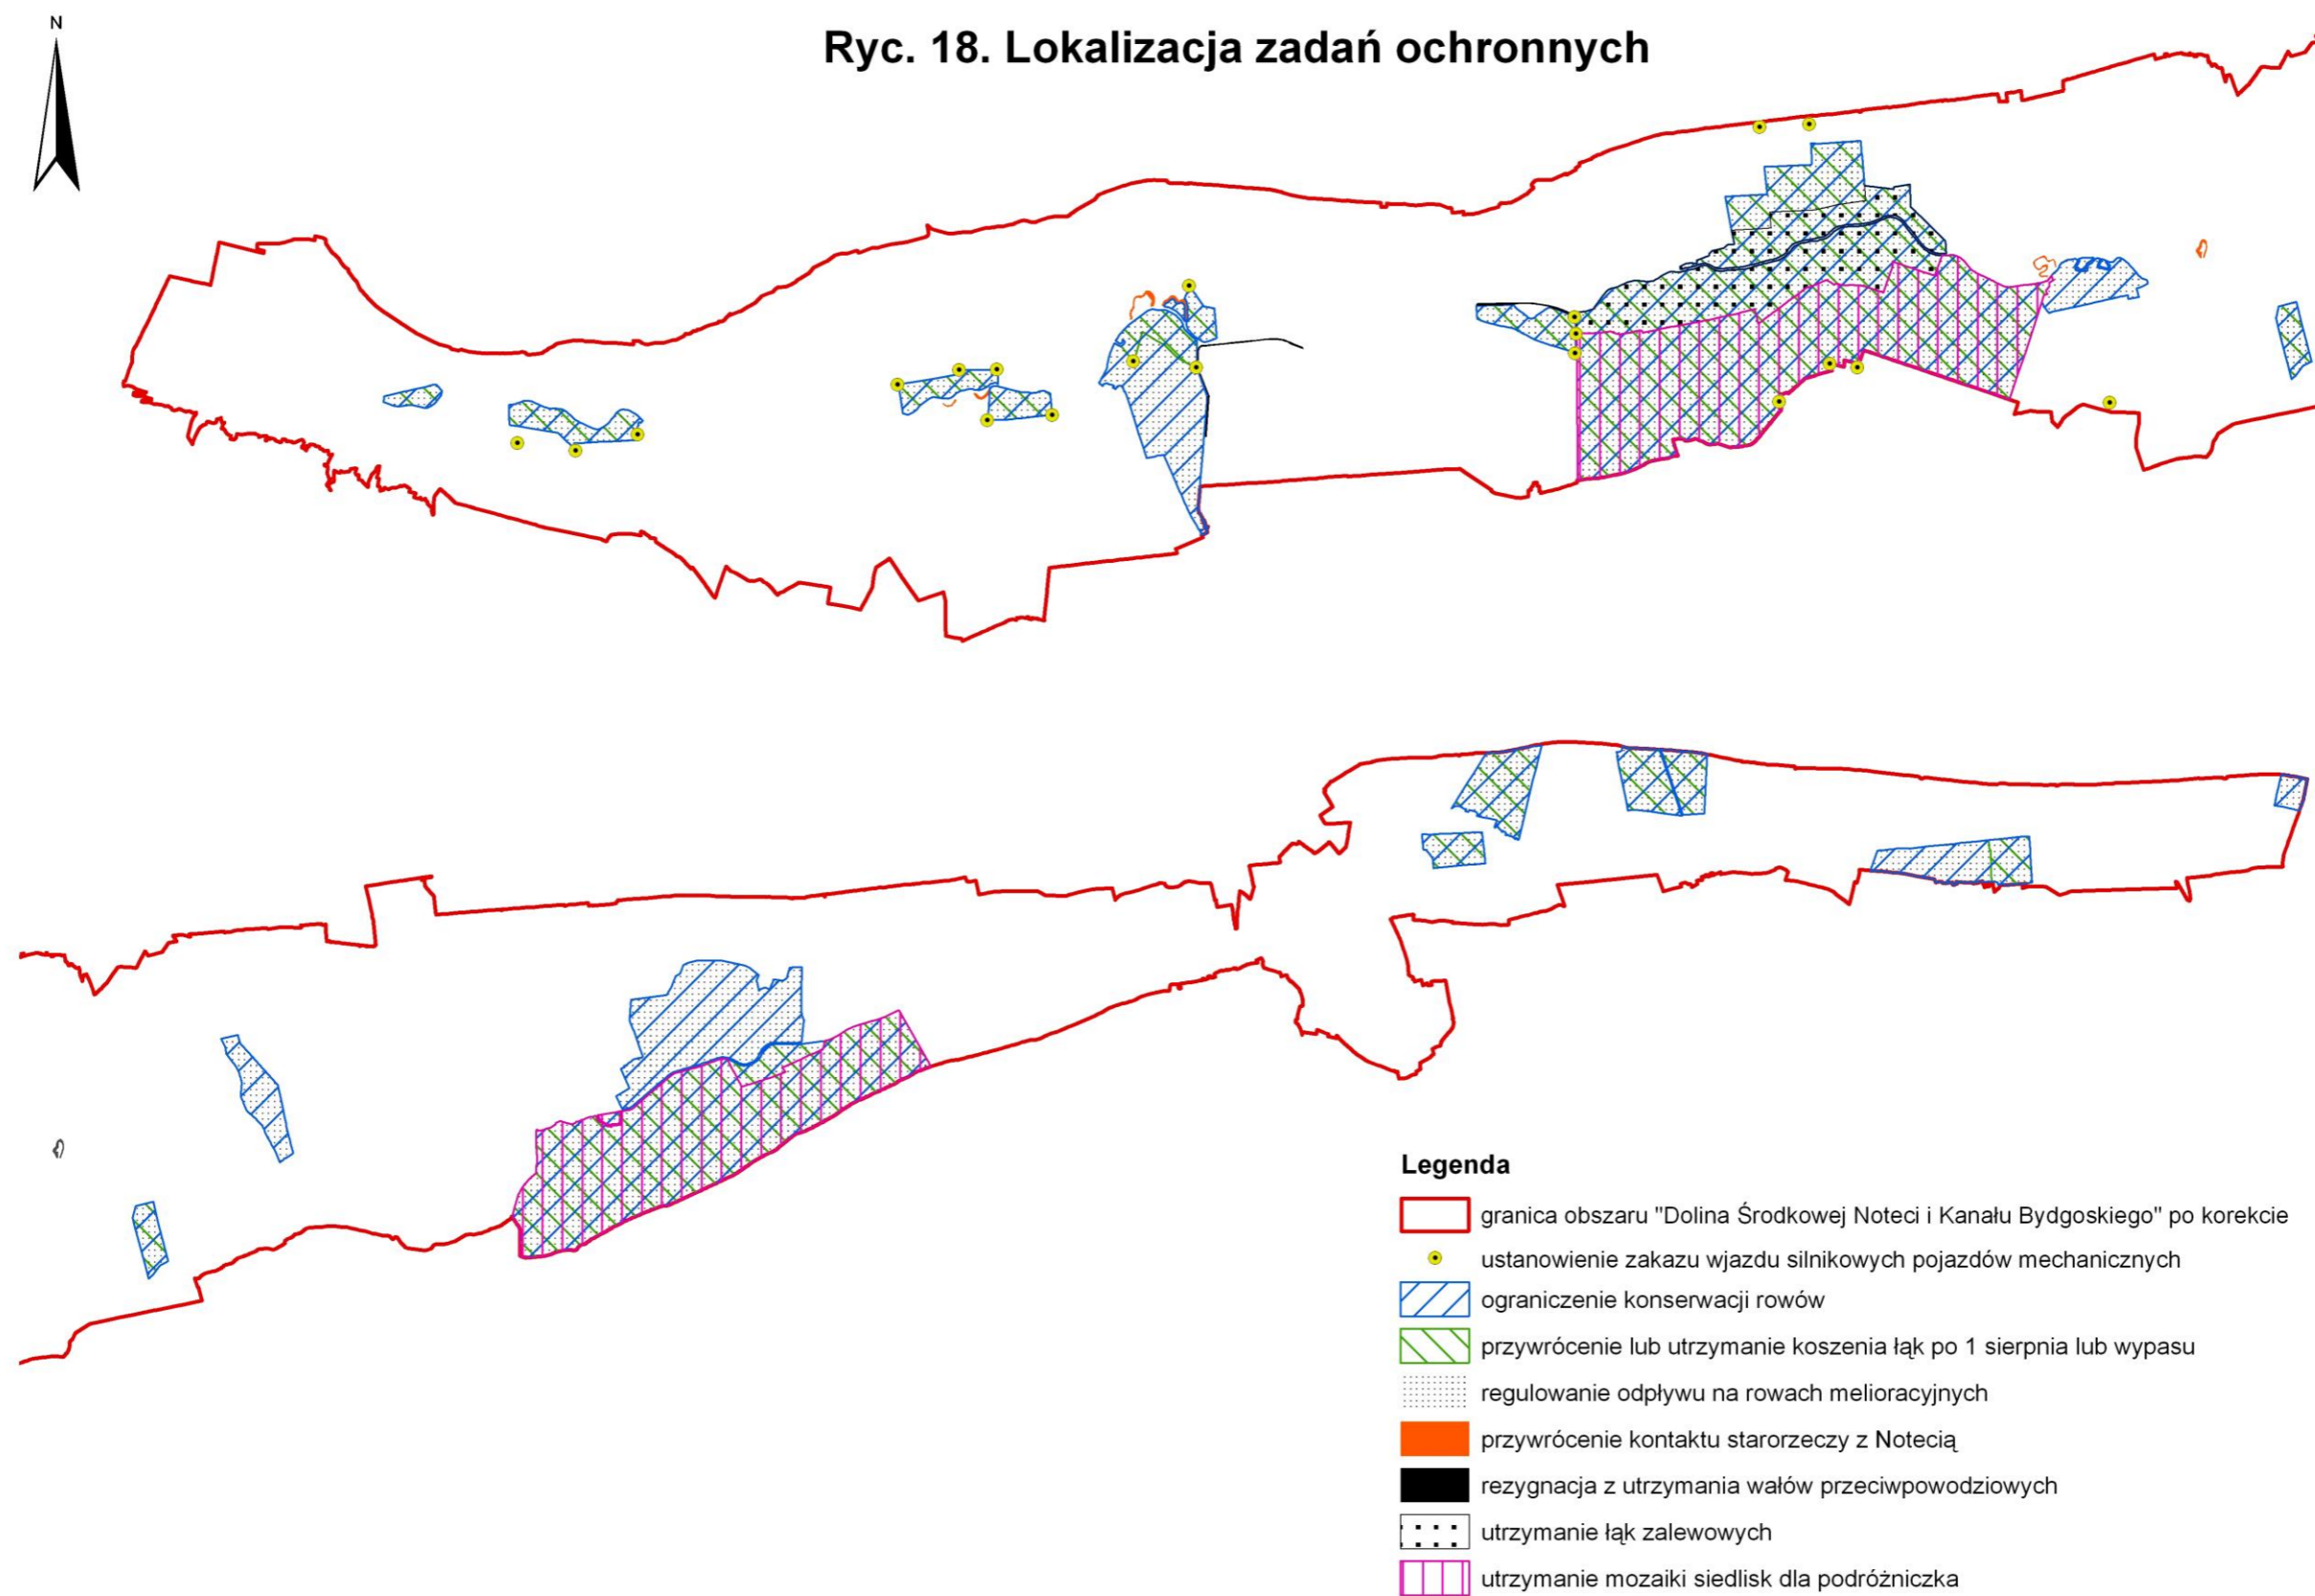 N
Ryc. 18. Lokalizacja zadań ochronnych
Legenda
granica obszaru "Dolina Środkowej Noteci i Kanału Bydgoskiego" po korekcie
ustanowienie zakazu wjazdu silnikowych pojazdów mechanicznych
ograniczenie konserwacji rowów
przywrócenie lub utrzymanie koszenia łąk po 1 sierpnia lub wypasu
regulowanie odpływu na rowach melioracyjnych
przywrócenie kontaktu starorzeczy z Notecią
rezygnacja z utrzymania wałów przeciwpowodziowych
utrzymanie łąk zalewowych
utrzymanie mozaiki siedlisk dla podróżniczka